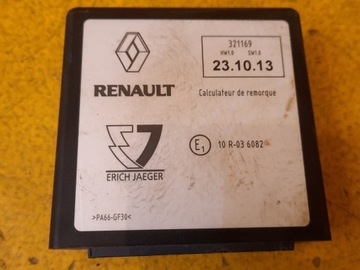 321169
HW1.0 SW1.0
23.10.13
RENAULT
Calculateur de remorque
E1 10 R-03 6082
ERICH JAEGER
>PA66-GF30<